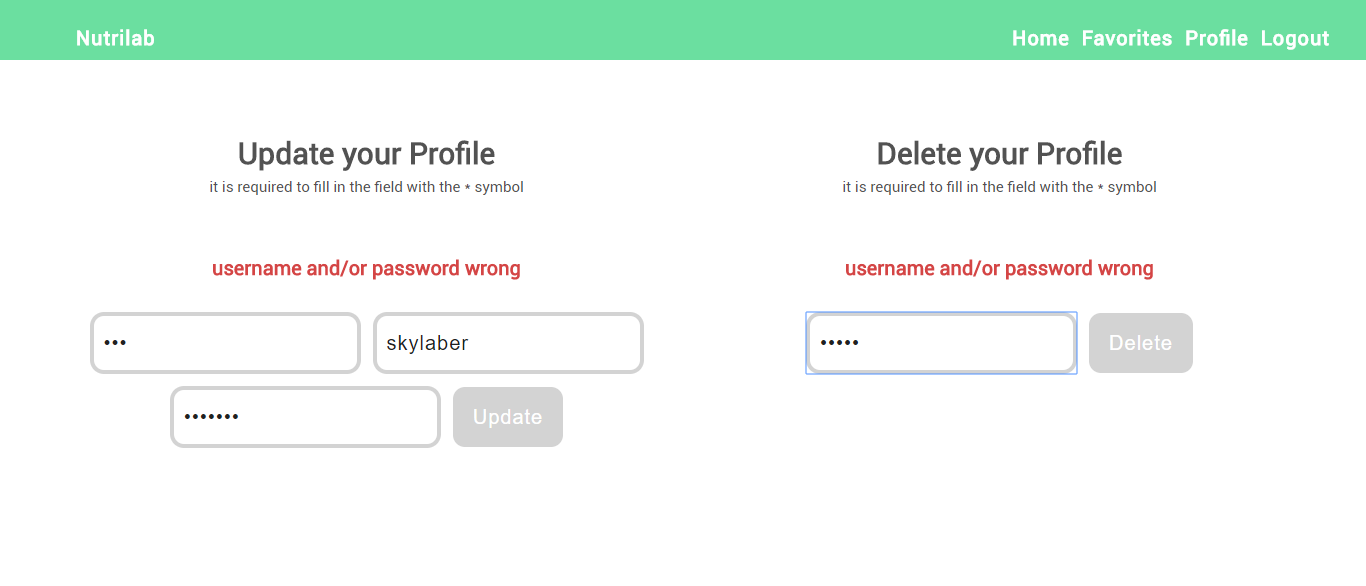 Nutrilab
Home Favorites Profile Logout
Update your Profile
it is required to fill in the field with the * symbol
username and/or password wrong
•••
skylaber
•••••••
Update
Delete your Profile
it is required to fill in the field with the * symbol
username and/or password wrong
•••••
Delete